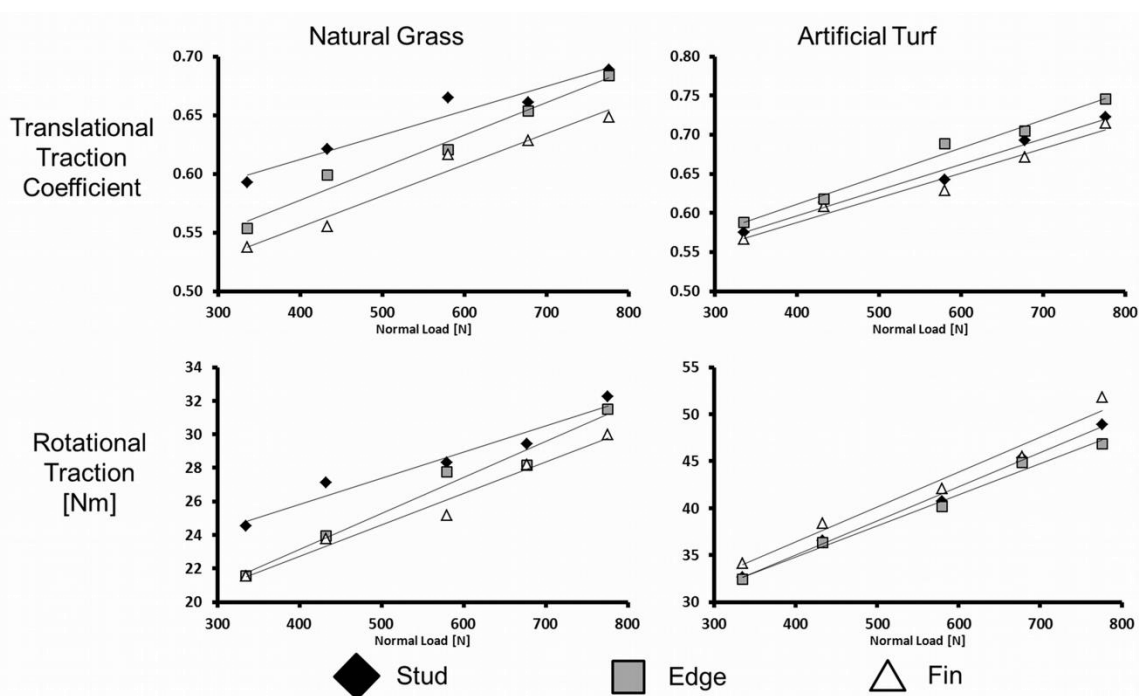 Natural Grass
Artificial Turf
Translational
Traction
Coefficient
0.70
0.65
0.60
0.55
0.50
300 400 500 600 700 800
Normal Load [N]
0.80
0.75
0.70
0.65
0.60
0.55
0.50
300 400 500 600 700 800
Normal Load [N]
Rotational
Traction
[Nm]
34
32
30
28
26
24
22
20
300 400 500 600 700 800
Normal Load [N]
55
50
45
40
35
30
300 400 500 600 700 800
Normal Load [N]
Stud Edge Fin